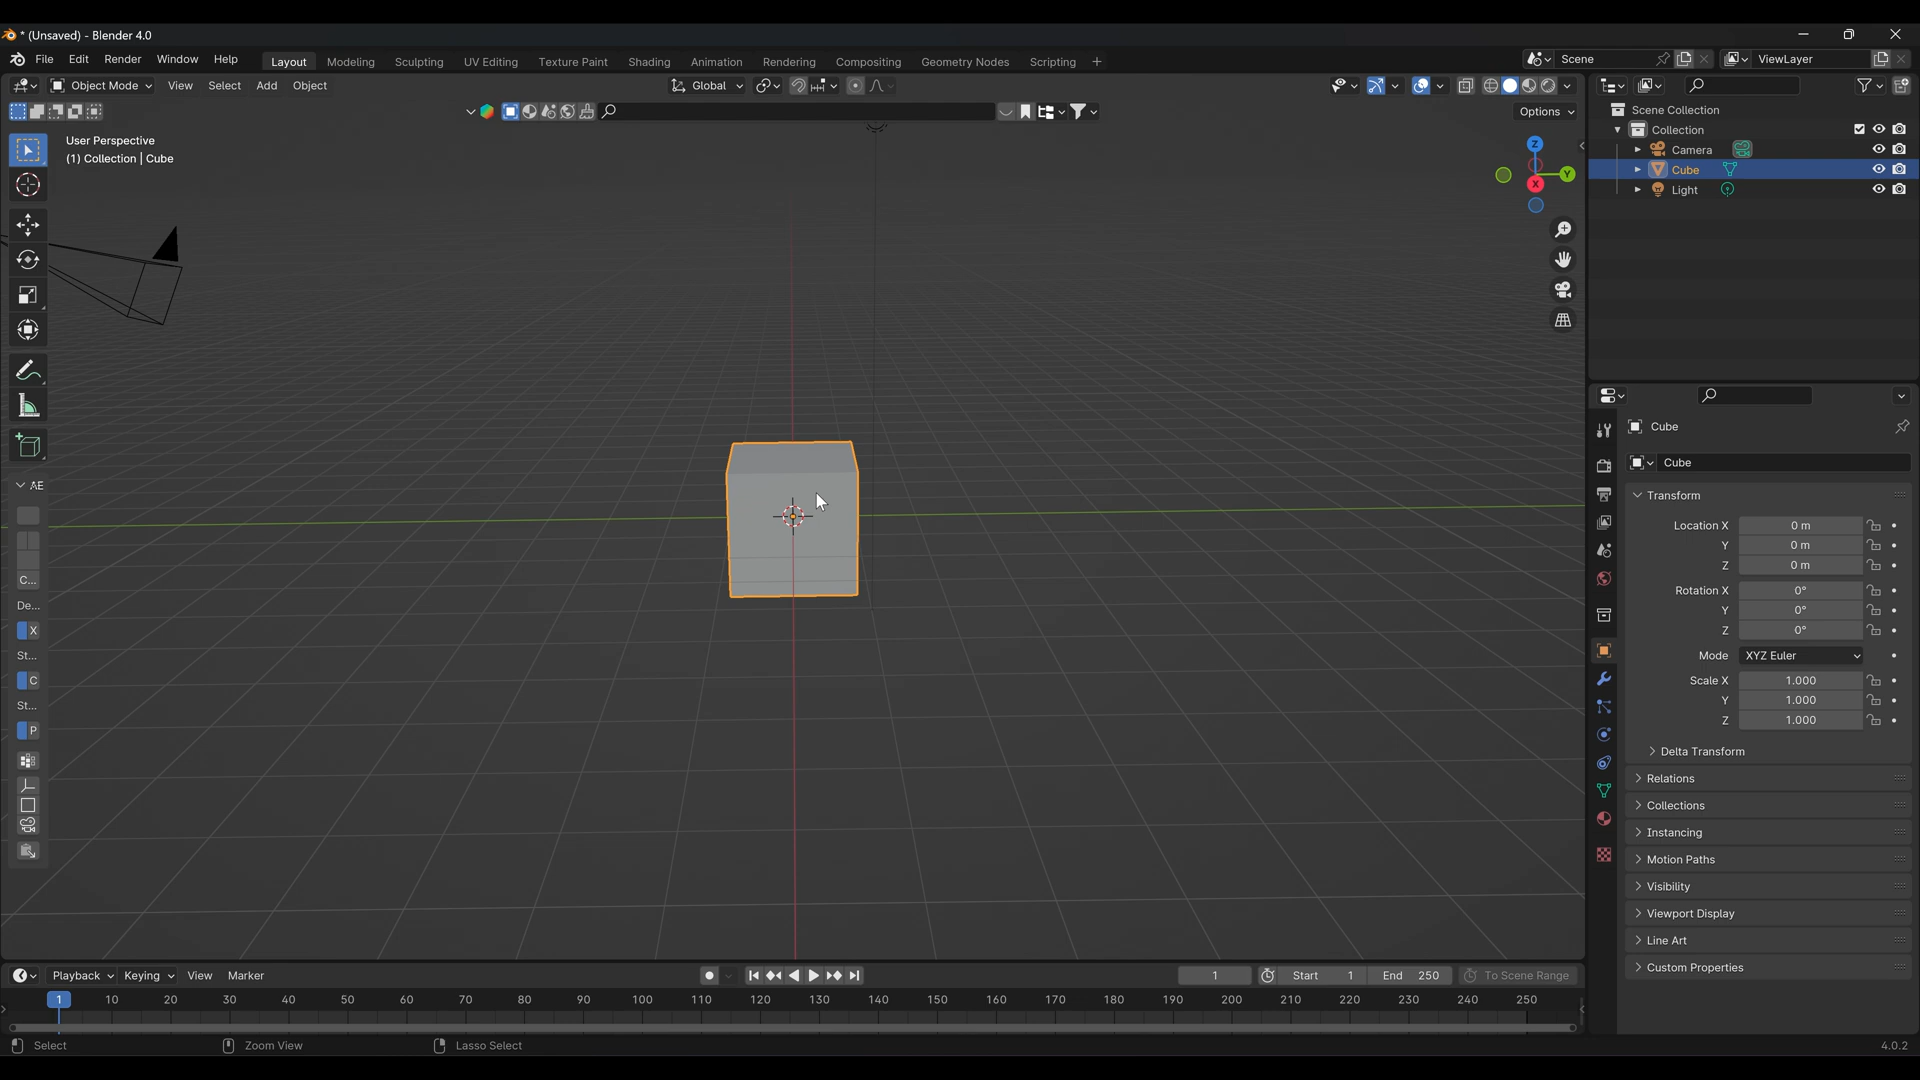 * (Unsaved) - Blender 4.0
File Edit Render Window Help Layout Modeling Sculpting UV Editing Texture Paint Shading Animation Rendering Compositing Geometry Nodes Scripting + Scene ViewLayer
Object Mode View Select Add Object Global
Options
User Perspective
(1) Collection | Cube
Z
Y
X
Scene Collection
Collection
Camera
Cube
Light
AE
C...
De...
X
St...
C
St...
P
Cube
Cube
Transform
Location X 0 m
Y 0 m
Z 0 m
Rotation X 0°
Y 0°
Z 0°
Mode XYZ Euler
Scale X 1.000
Y 1.000
Z 1.000
Delta Transform
Relations
Collections
Instancing
Motion Paths
Visibility
Viewport Display
Line Art
Custom Properties
Playback Keying View Marker 1 Start 1 End 250 To Scene Range
1 10 20 30 40 50 60 70 80 90 100 110 120 130 140 150 160 170 180 190 200 210 220 230 240 250
Select Zoom View Lasso Select 4.0.2